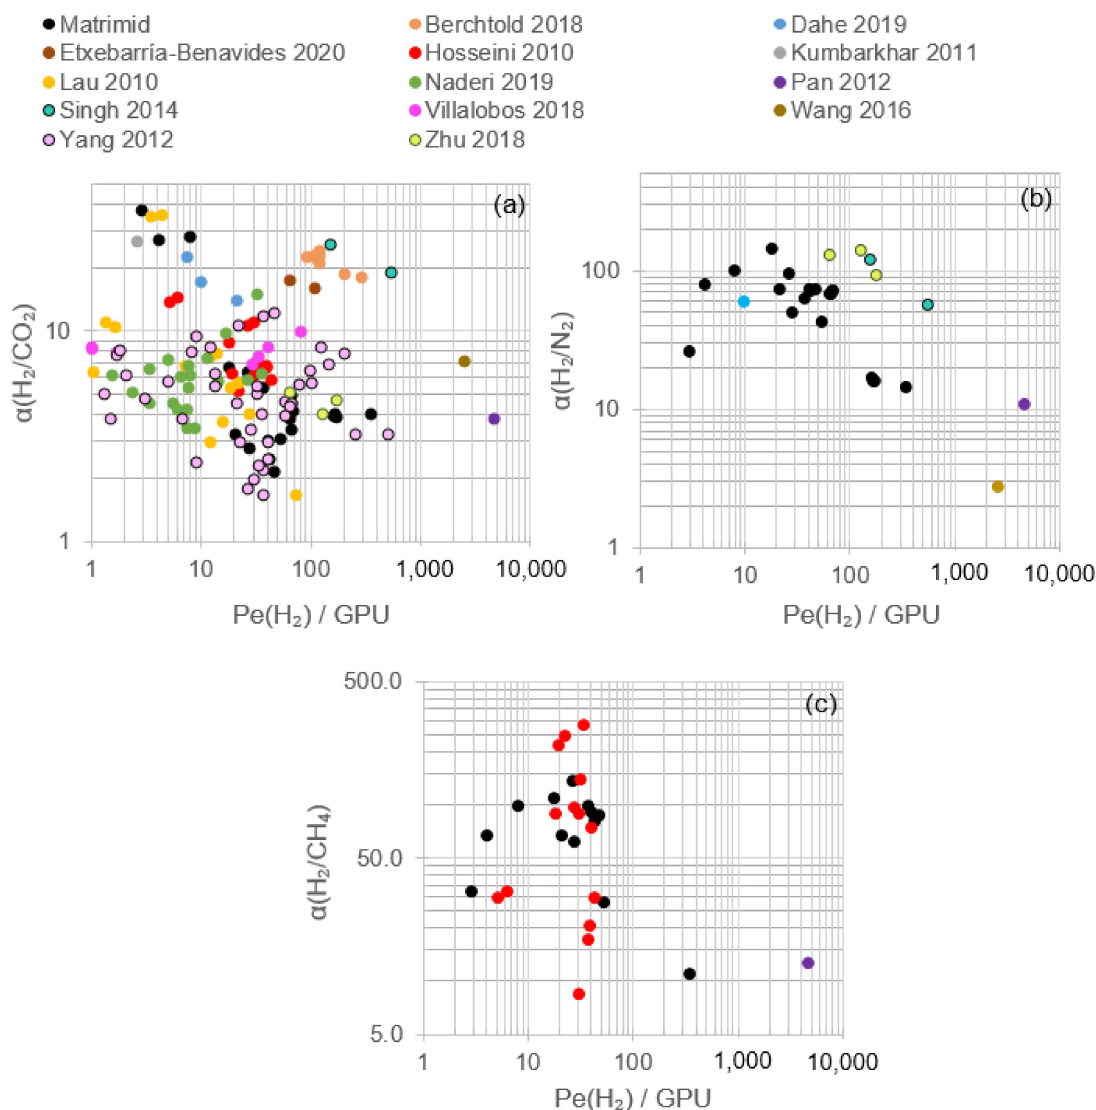 Matrimid Berchtold 2018 Dahe 2019
Etxebarría-Benavides 2020 Hosseini 2010 Kumbarkhar 2011
Lau 2010 Naderi 2019 Pan 2012
Singh 2014 Villalobos 2018 Wang 2016
Yang 2012 Zhu 2018
(a)
α(H₂/CO₂)
10
1
1 10 100 1,000 10,000
Pe(H₂) / GPU
(b)
α(H₂/N₂)
100
10
1
1 10 100 1,000 10,000
Pe(H₂) / GPU
(c)
α(H₂/CH₄)
500.0
50.0
5.0
1 10 100 1,000 10,000
Pe(H₂) / GPU